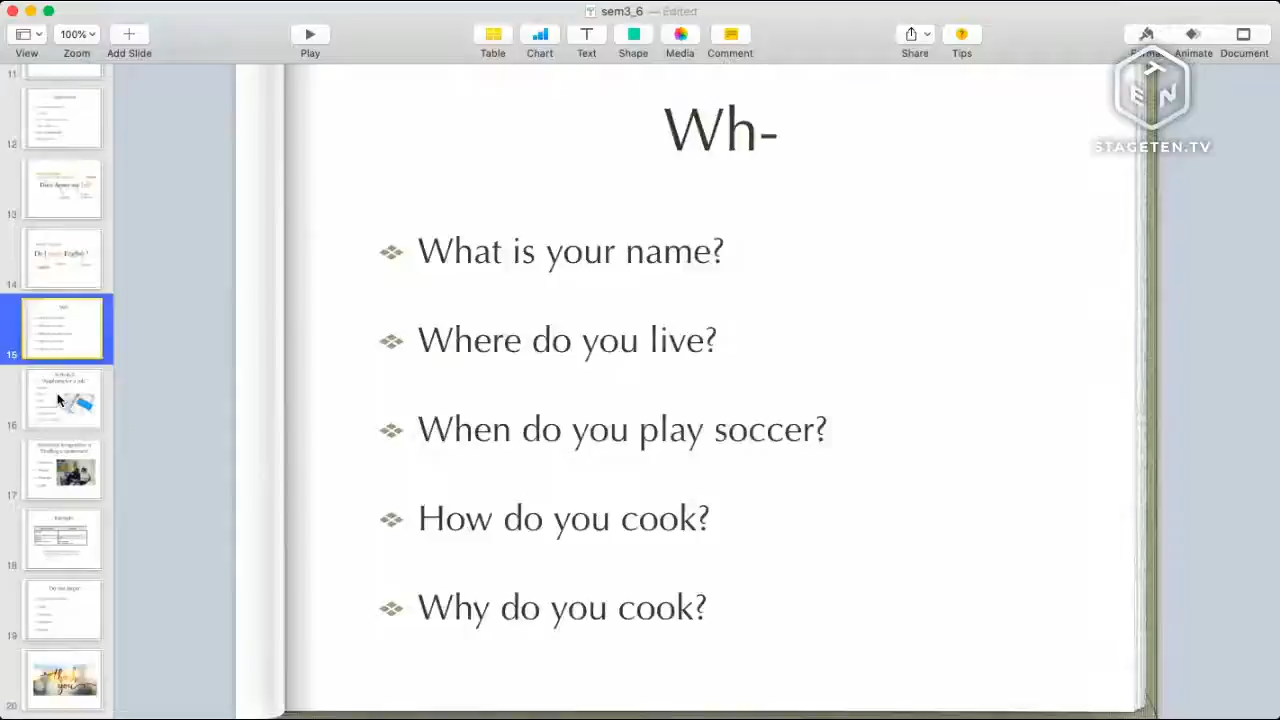 sem3_6 — Edited
View
100%
Zoom
Add Slide
Play
Table
Chart
Text
Shape
Media
Comment
Share
Tips
Animate
Document
TEN
STAGETEN.TV
11
12
13
14
15
16
17
18
19
20
Wh-
What is your name?
Where do you live?
When do you play soccer?
How do you cook?
Why do you cook?